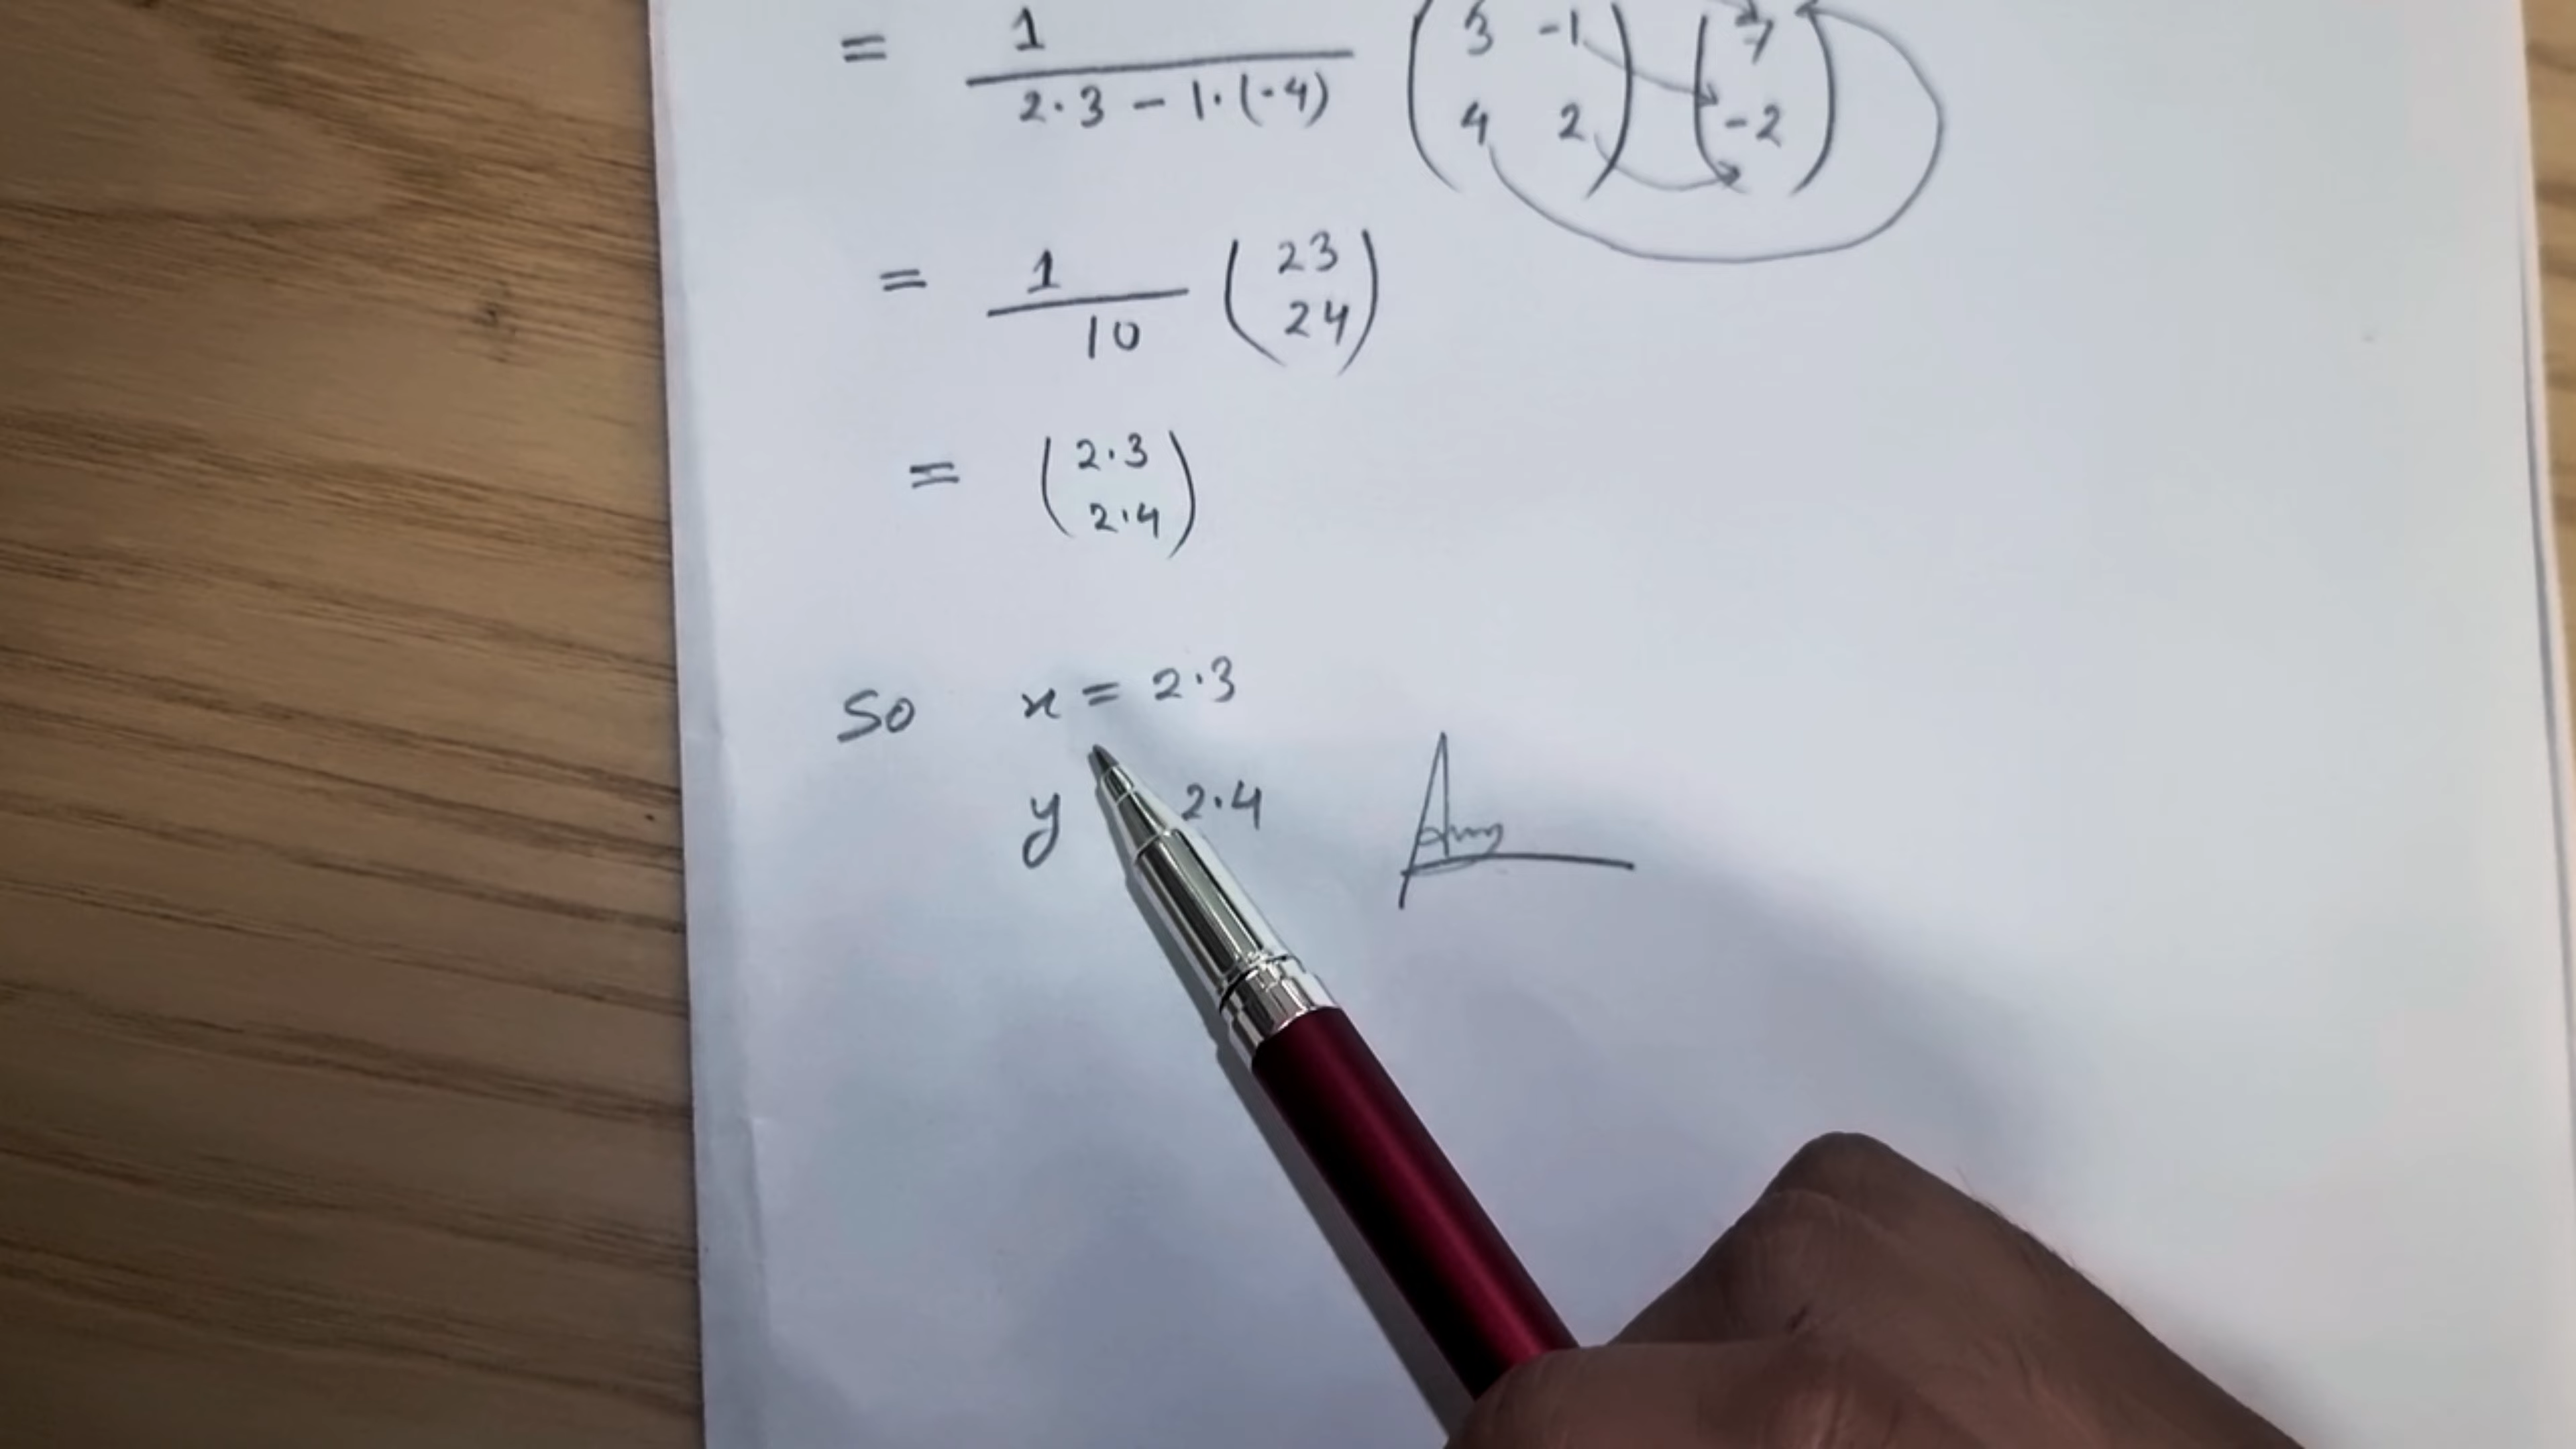 = 1 / 2·3 - 1·(-4) (3 -1 4 2) (7 -2)
= 1 / 10 (23 24)
= (2·3 2·4)
So x = 2·3
y 2·4 Ans